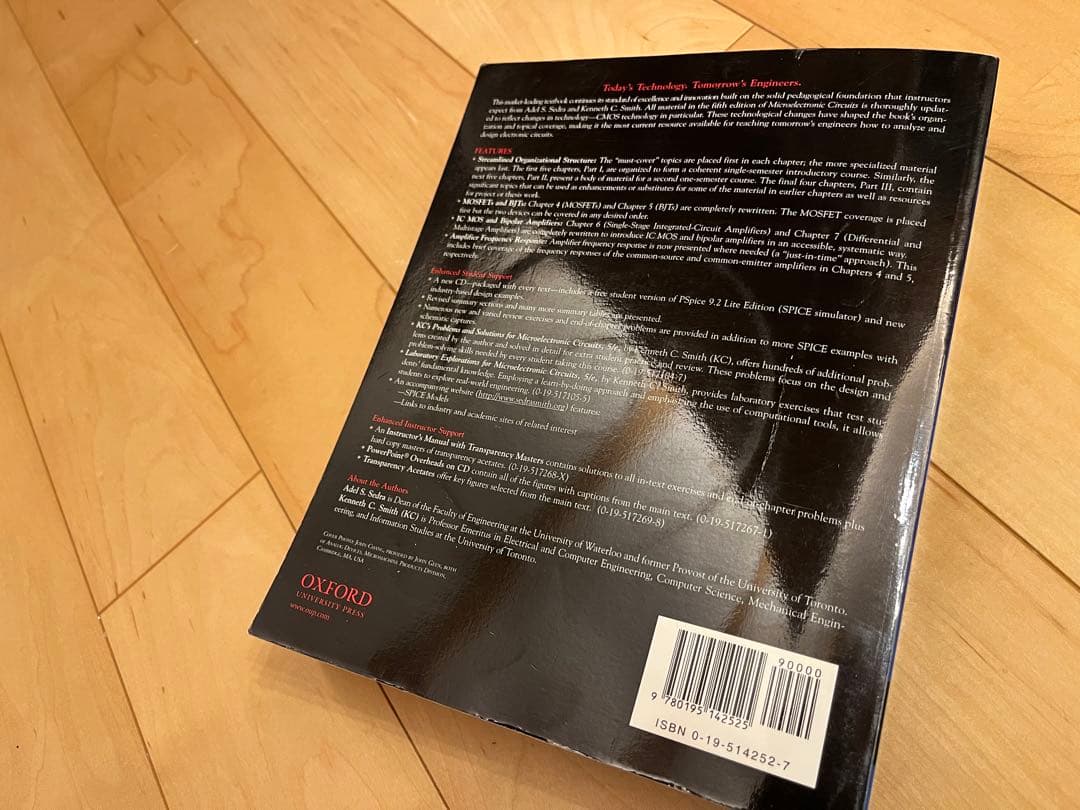 Today's Technology. Tomorrow's Engineers.
This market-leading textbook continues its standard of excellence and innovation built on the solid pedagogical foundation that instructors
expect from Adel S. Sedra and Kenneth C. Smith. All material in the fifth edition of Microelectronic Circuits is thoroughly updat-
ed to reflect changes in technology—CMOS technology in particular. These technological changes have shaped the book's organ-
ization and topical coverage, making it the most current resource available for teaching tomorrow's engineers how to analyze and
design electronic circuits.
FEATURES
• Streamlined Organizational Structure: The "must-cover" topics are placed first in each chapter; the more specialized material
appears last. The first five chapters, Part I, are organized to form a coherent single-semester introductory course. Similarly, the
next five chapters, Part II, present a body of material for a second one-semester course. The final four chapters, Part III, contain
significant topics that can be used as enhancements or substitutes for some of the material in earlier chapters as well as resources
for project or thesis work.
• MOSFETs and BJTs: Chapter 4 (MOSFETs) and Chapter 5 (BJTs) are completely rewritten. The MOSFET coverage is placed
first but the two devices can be covered in any desired order.
• IC MOS and Bipolar Amplifiers: Chapter 6 (Single-Stage Integrated-Circuit Amplifiers) and Chapter 7 (Differential and
Multistage Amplifiers) are completely rewritten to introduce IC MOS and bipolar amplifiers in an accessible, systematic way.
• Amplifier Frequency Response: Amplifier frequency response is now presented where needed (a "just-in-time" approach). This
includes brief coverage of the frequency responses of the common-source and common-emitter amplifiers in Chapters 4 and 5,
respectively.
Enhanced Student Support
• A new CD—packaged with every text—includes a free student version of PSpice 9.2 Lite Edition (SPICE simulator) and new
industry-based design examples.
• Revised summary sections and many more summary tables are presented.
• Numerous new and varied review exercises and end-of-chapter problems are provided in addition to more SPICE examples with
schematic captures.
• KC's Problems and Solutions for Microelectronic Circuits, 5/e, by Kenneth C. Smith (KC), offers hundreds of additional prob-
lems created by the author and solved in detail for extra student practice and review. These problems focus on the design and
problem-solving skills needed by every student taking this course.
• Laboratory Explorations for Microelectronic Circuits, 5/e, by Kenneth C. Smith, provides laboratory exercises that test stu-
dents' fundamental knowledge. Employing a learn-by-doing approach and emphasizing the use of computational tools, it allows
students to explore real-world engineering. (0-19-517105-5)
• An accompanying website (http://www.sedrasmith.org) features:
—SPICE Models
—Links to industry and academic sites of related interest
Enhanced Instructor Support
• An Instructor's Manual with Transparency Masters contains solutions to all in-text exercises and end-of-chapter problems plus
hard copy masters of transparency acetates. (0-19-517268-X)
• PowerPoint® Overheads on CD contain all of the figures with captions from the main text. (0-19-517267-1)
• Transparency Acetates offer key figures selected from the main text. (0-19-517269-8)
About the Authors
Adel S. Sedra is Dean of the Faculty of Engineering at the University of Waterloo and former Provost of the University of Toronto.
Kenneth C. Smith (KC) is Professor Emeritus in Electrical and Computer Engineering, Computer Science, Mechanical Engin-
eering, and Information Studies at the University of Toronto.
Cover Photo: John Chang, provided by John Geen, both
of Analog Devices, Micromachine Products Division,
Cambridge, MA, USA
OXFORD
UNIVERSITY PRESS
www.oup.com
90000
9 780195 142525
ISBN 0-19-514252-7